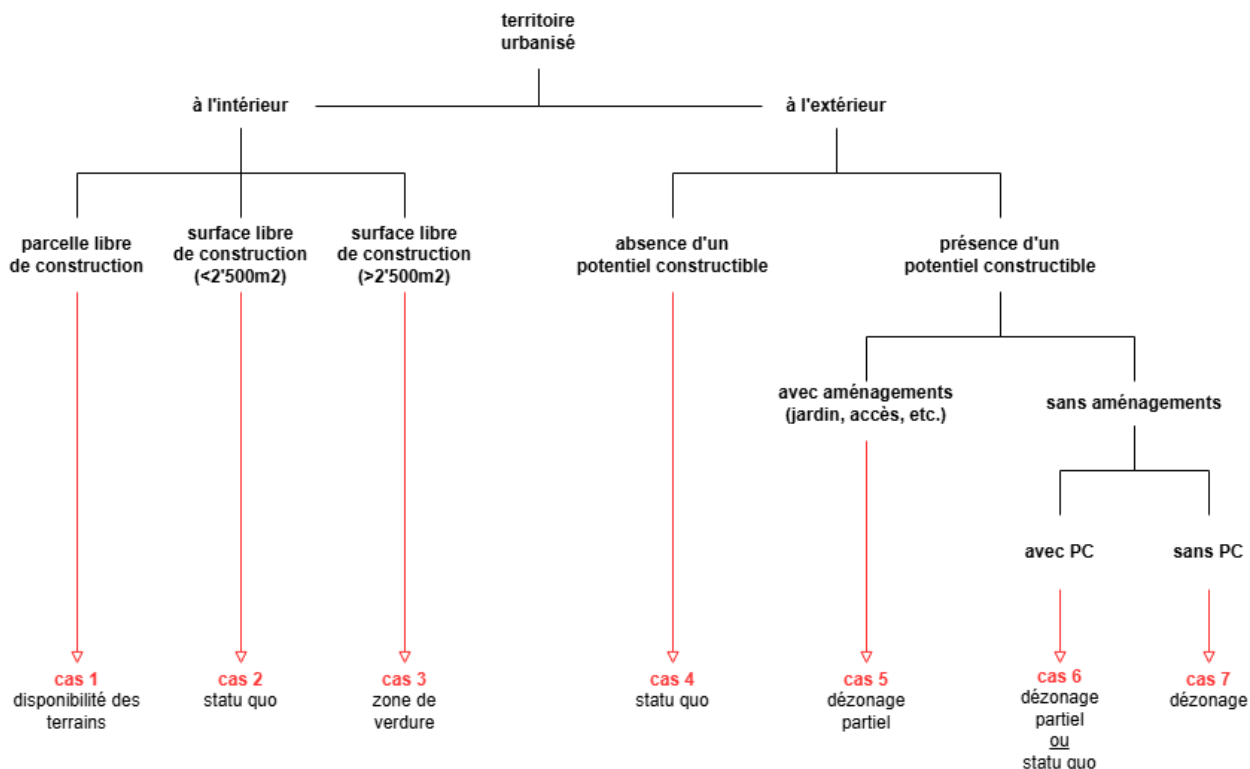 territoire
urbanisé
à l'intérieur
à l'extérieur
parcelle libre
de construction
surface libre
de construction
(<2'500m2)
surface libre
de construction
(>2'500m2)
absence d'un
potentiel constructible
présence d'un
potentiel constructible
avec aménagements
(jardin, accès, etc.)
sans aménagements
avec PC
sans PC
cas 1
disponibilité des
terrains
cas 2
statu quo
cas 3
zone de
verdure
cas 4
statu quo
cas 5
dézonage
partiel
cas 6
dézonage
partiel
ou
statu quo
cas 7
dézonage